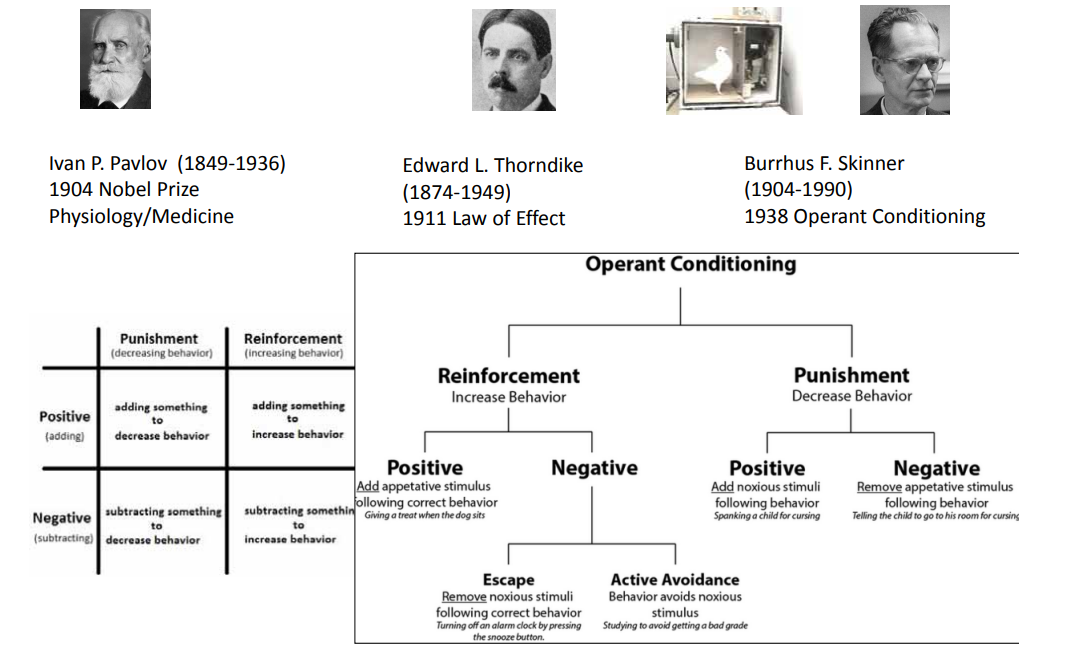 Ivan P. Pavlov (1849-1936)
1904 Nobel Prize
Physiology/Medicine
Edward L. Thorndike
(1874-1949)
1911 Law of Effect
Burrhus F. Skinner
(1904-1990)
1938 Operant Conditioning
Punishment
(decreasing behavior)
Reinforcement
(increasing behavior)
Positive
(adding)
adding something
to
decrease behavior
adding something
to
increase behavior
Negative
(subtracting)
subtracting something
to
decrease behavior
subtracting somethin
to
increase behavior
Operant Conditioning
Reinforcement
Increase Behavior
Punishment
Decrease Behavior
Positive
Add appetative stimulus
following correct behavior
Giving a treat when the dog sits
Negative
Positive
Add noxious stimuli
following behavior
Spanking a child for cursing
Negative
Remove appetative stimulus
following behavior
Telling the child to go to his room for cursing
Escape
Remove noxious stimuli
following correct behavior
Turning off an alarm clock by pressing
the snooze button.
Active Avoidance
Behavior avoids noxious
stimulus
Studying to avoid getting a bad grade